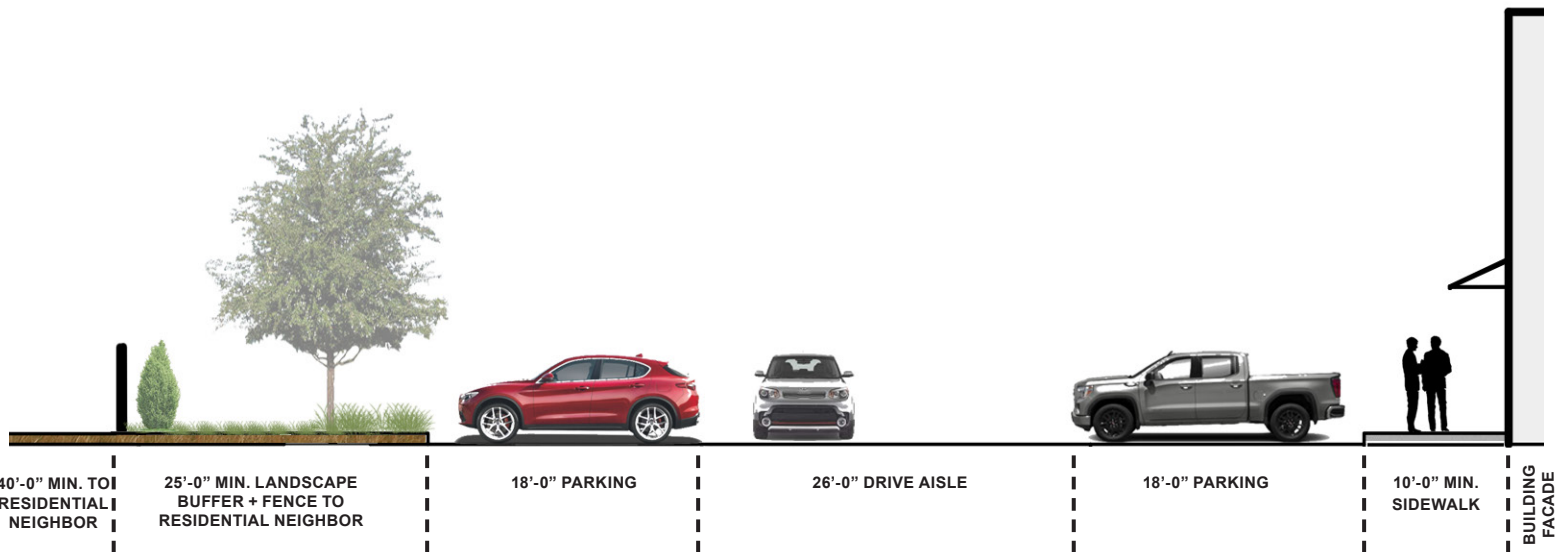 40’-0” MIN. TO
RESIDENTIAL
NEIGHBOR
25’-0” MIN. LANDSCAPE
BUFFER + FENCE TO
RESIDENTIAL NEIGHBOR
18’-0” PARKING
26’-0” DRIVE AISLE
18’-0” PARKING
10’-0” MIN.
SIDEWALK
BUILDING
FACADE